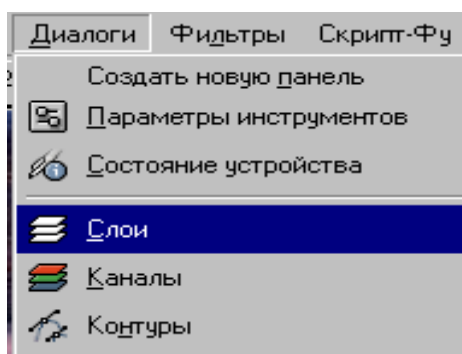 Диалоги Фильтры Скрипт-Фу
Создать новую панель
Параметры инструментов
Состояние устройства
Слои
Каналы
Контуры